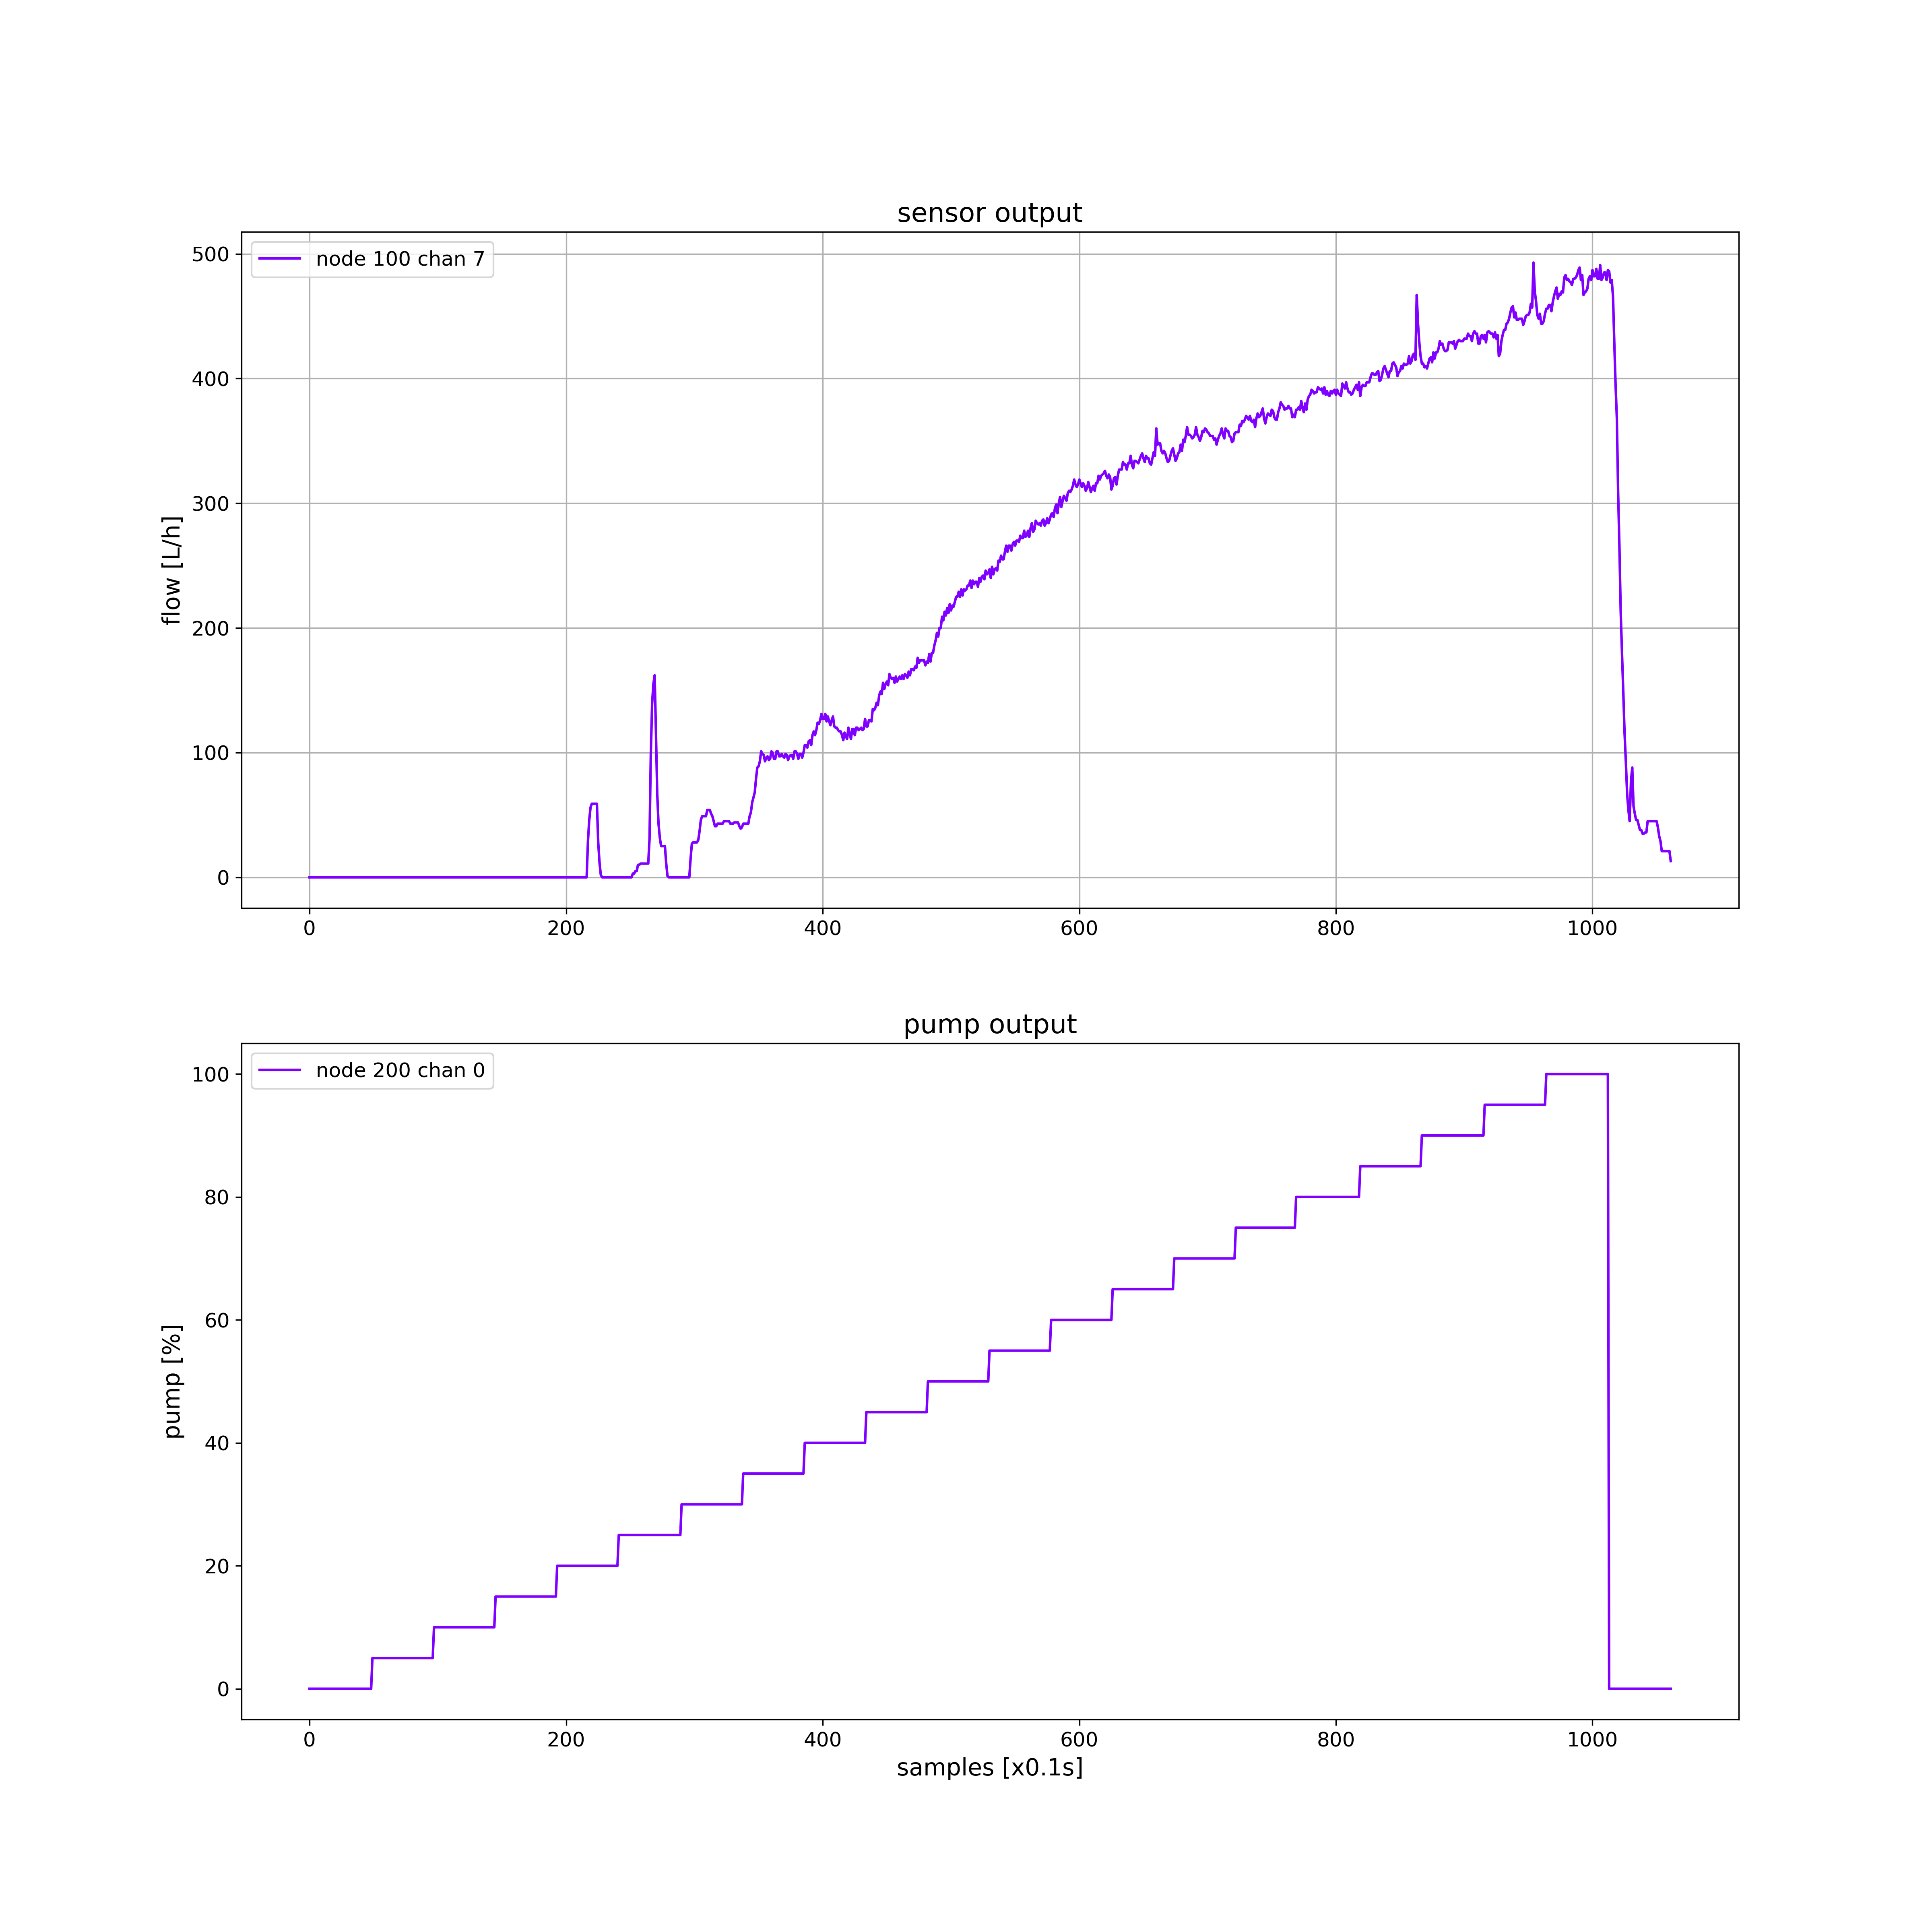 sensor output
node 100 chan 7
flow [L/h]
500
400
300
200
100
0
0 200 400 600 800 1000
pump output
node 200 chan 0
pump [%]
100
80
60
40
20
0
0 200 400 600 800 1000
samples [x0.1s]